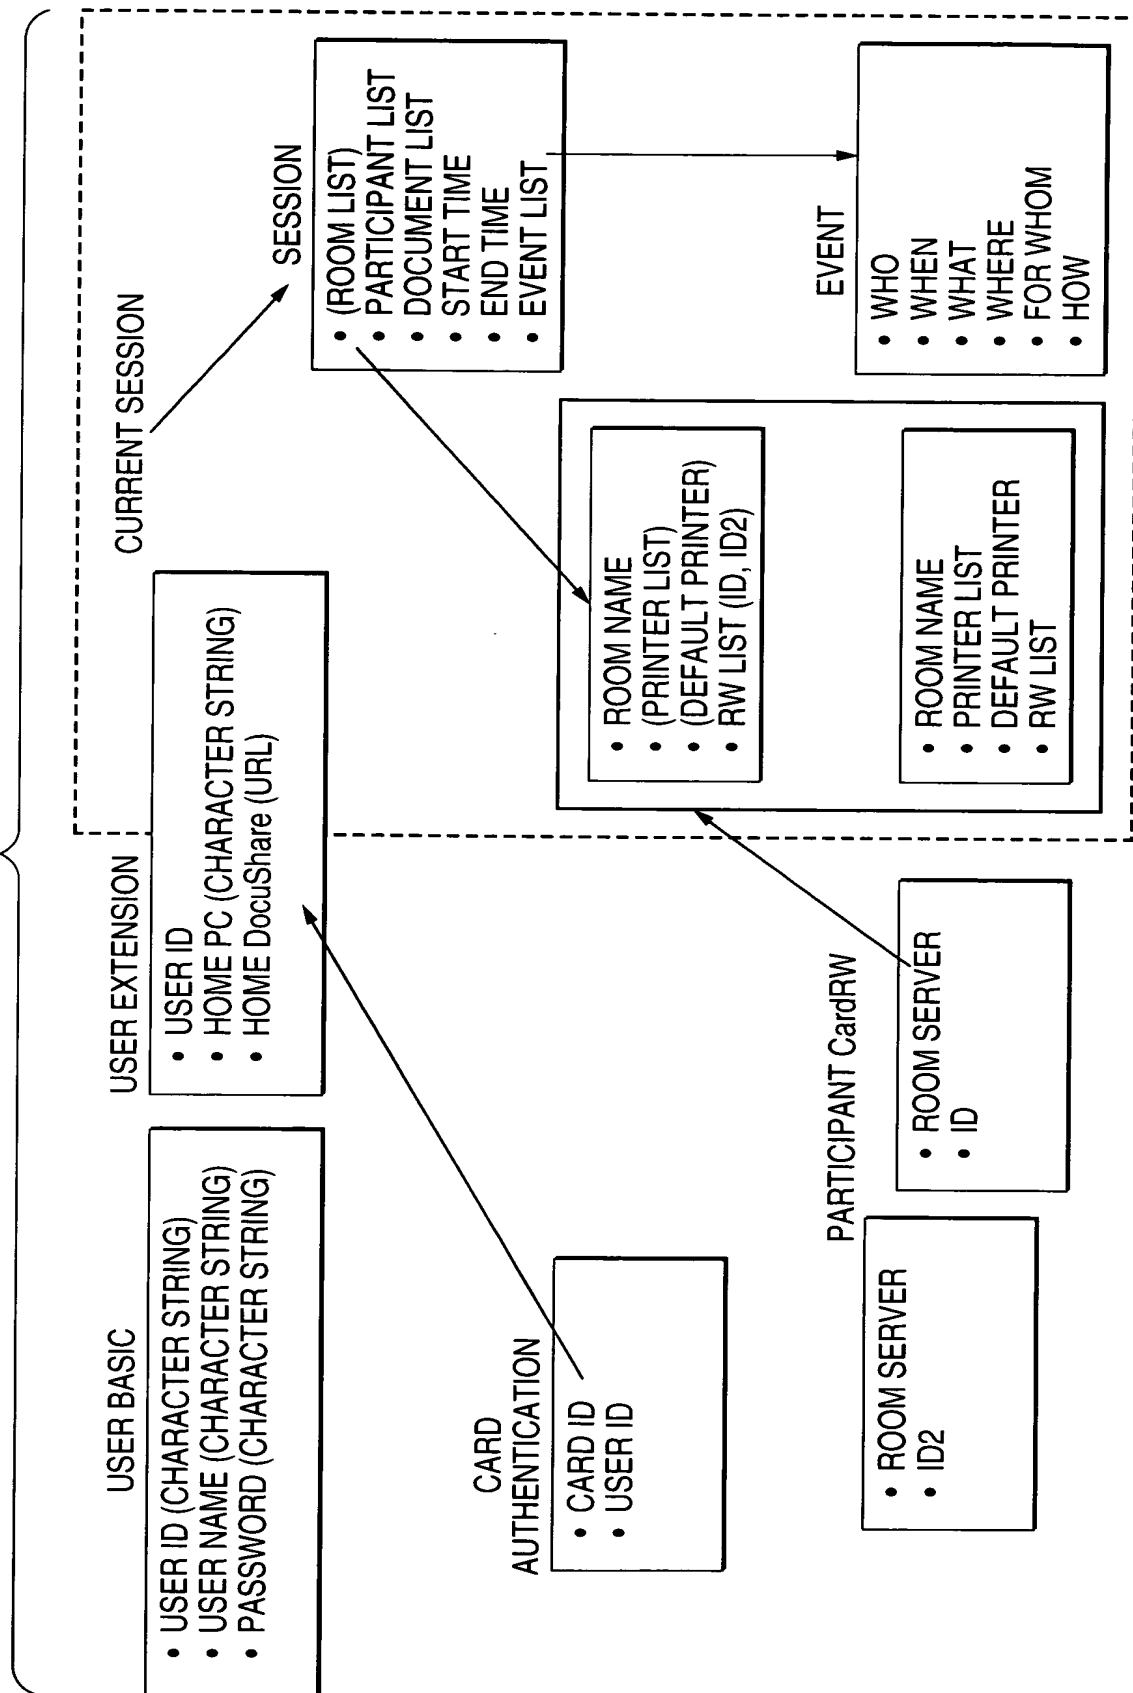 USER BASIC
• USER ID (CHARACTER STRING)
• USER NAME (CHARACTER STRING)
• PASSWORD (CHARACTER STRING)
USER EXTENSION
• USER ID
• HOME PC (CHARACTER STRING)
• HOME DocuShare (URL)
CURRENT SESSION
SESSION
• (ROOM LIST)
• PARTICIPANT LIST
• DOCUMENT LIST
• START TIME
• END TIME
• EVENT LIST
CARD
AUTHENTICATION
• CARD ID
• USER ID
• ROOM NAME
• (PRINTER LIST)
• (DEFAULT PRINTER)
• RW LIST (ID, ID2)
PARTICIPANT CardRW
• ROOM SERVER
• ID
• ROOM SERVER
• ID2
• ROOM NAME
• PRINTER LIST
• DEFAULT PRINTER
• RW LIST
EVENT
• WHO
• WHEN
• WHAT
• WHERE
• FOR WHOM
• HOW